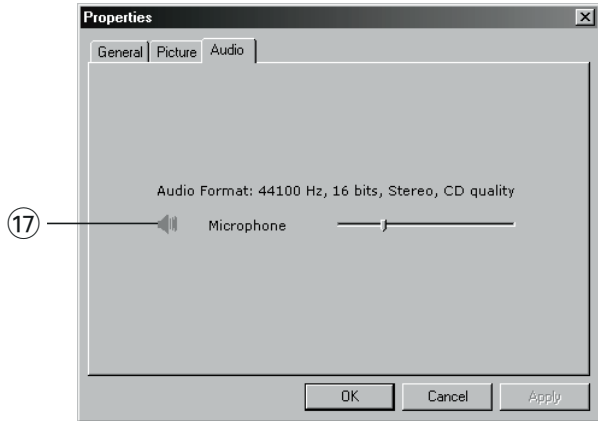 Properties
General Picture Audio
Audio Format: 44100 Hz, 16 bits, Stereo, CD quality
17 Microphone
OK Cancel Apply